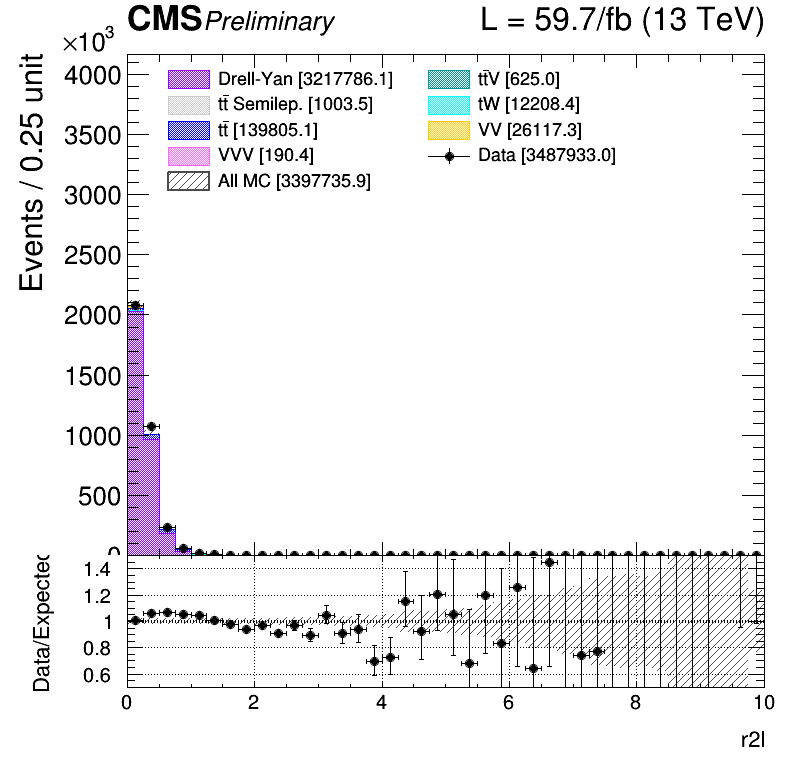 CMS Preliminary L = 59.7/fb (13 TeV)
×10³
Events / 0.25 unit
4000
3500
3000
2500
2000
1500
1000
500
0
Drell-Yan [3217786.1]
tt̄ Semilep. [1003.5]
tt̄ [139805.1]
VVV [190.4]
All MC [3397735.9]
tt̄V [625.0]
tW [12208.4]
VV [26117.3]
Data [3487933.0]
Data/Expected
1.4
1.2
1
0.8
0.6
0 2 4 6 8 10
r2l